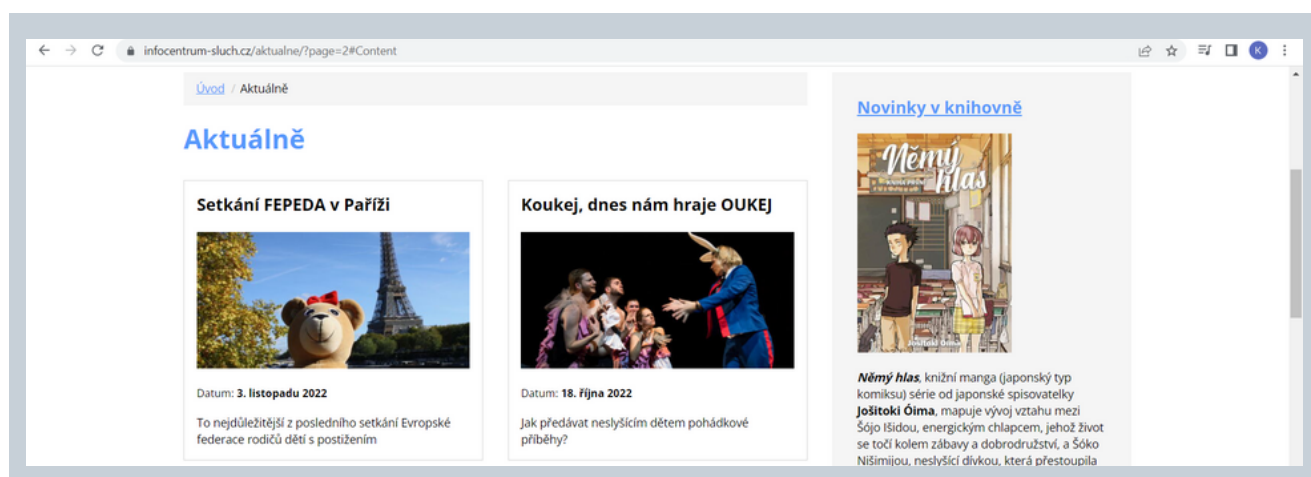 infocentrum-sluch.cz/aktualne/?page=2#Content
K
Úvod / Aktuálně
Aktuálně
Setkání FEPEDA v Paříži
Datum: 3. listopadu 2022
To nejdůležitější z posledního setkání Evropské
federace rodičů dětí s postižením
Koukej, dnes nám hraje OUKEJ
Datum: 18. října 2022
Jak předávat neslyšícím dětem pohádkové
příběhy?
Novinky v knihovně
Němý
hlas
Jošitoki Óima
Němý hlas, knižní manga (japonský typ
komiksu) série od japonské spisovatelky
Jošitoki Óima, mapuje vývoj vztahu mezi
Šójo Išidou, energickým chlapcem, jehož život
se točí kolem zábavy a dobrodružství, a Šóko
Nišimijou, neslyšící dívkou, která přestoupila